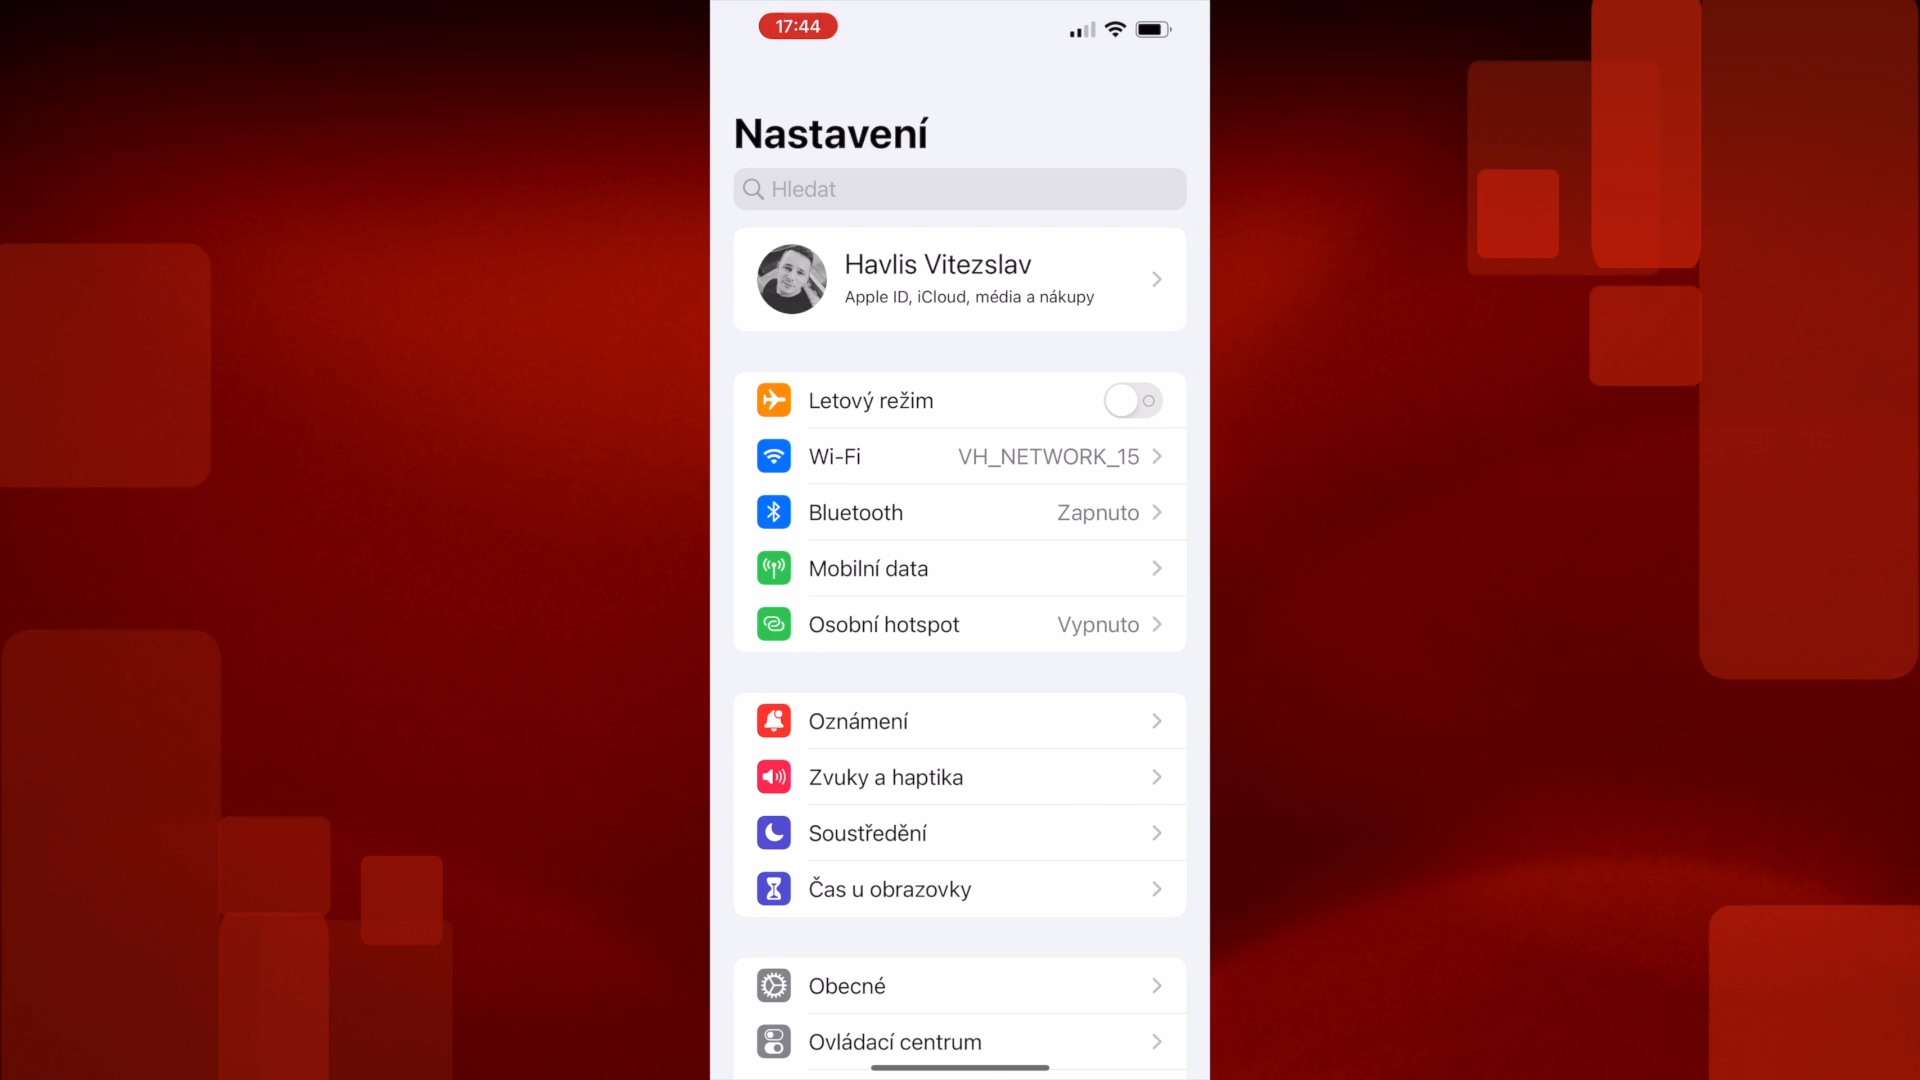 17:44
Nastavení
Hledat
Havlis Vitezslav
Apple ID, iCloud, média a nákupy
Letový režim
Wi-Fi VH_NETWORK_15
Bluetooth Zapnuto
Mobilní data
Osobní hotspot Vypnuto
Oznámení
Zvuky a haptika
Soustředění
Čas u obrazovky
Obecné
Ovládací centrum